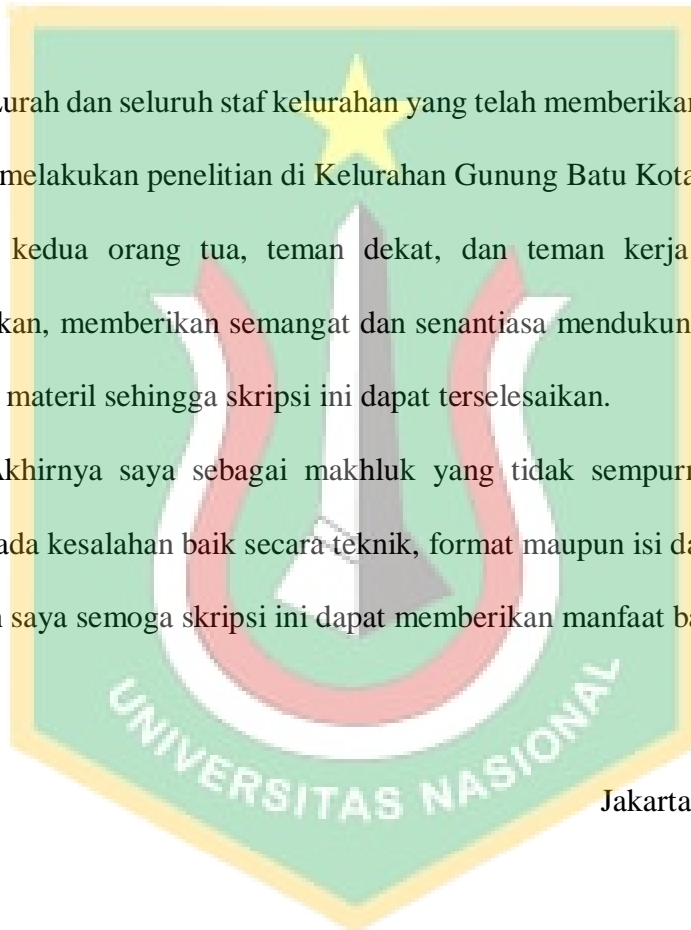 urah dan seluruh staf kelurahan yang telah memberikan
melakukan penelitian di Kelurahan Gunung Batu Kota
kedua orang tua, teman dekat, dan teman kerja
kan, memberikan semangat dan senantiasa mendukun
materil sehingga skripsi ini dapat terselesaikan.
khirnya saya sebagai makhluk yang tidak sempurn
ada kesalahan baik secara teknik, format maupun isi da
saya semoga skripsi ini dapat memberikan manfaat ba
UNIVERSITAS NASIONAL
Jakarta